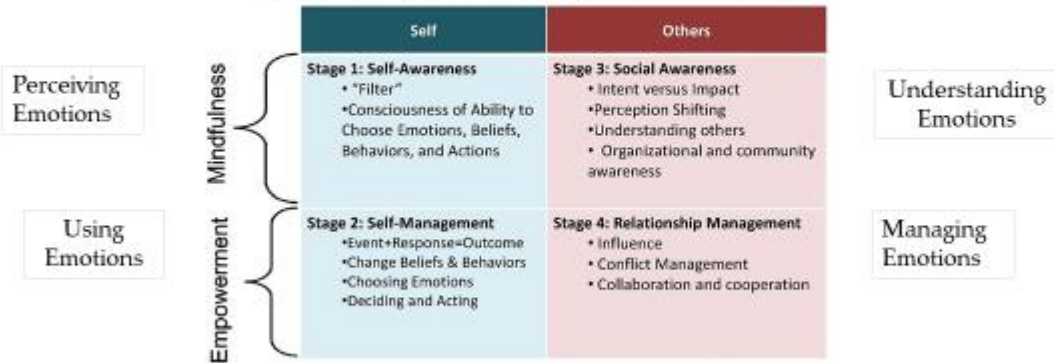 Self
Others
Perceiving
Emotions
Mindfulness
Stage 1: Self-Awareness
• "Filter"
•Consciousness of Ability to
Choose Emotions, Beliefs,
Behaviors, and Actions
Stage 3: Social Awareness
• Intent versus Impact
•Perception Shifting
•Understanding others
• Organizational and community
awareness
Understanding
Emotions
Using
Emotions
Empowerment
Stage 2: Self-Management
•Event+Response=Outcome
•Change Beliefs & Behaviors
•Choosing Emotions
•Deciding and Acting
Stage 4: Relationship Management
• Influence
• Conflict Management
• Collaboration and cooperation
Managing
Emotions